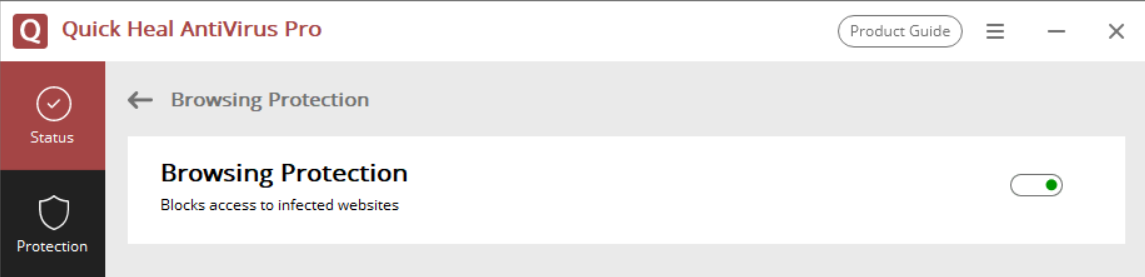 Q Quick Heal AntiVirus Pro Product Guide
Browsing Protection
Status
Browsing Protection
Blocks access to infected websites
Protection